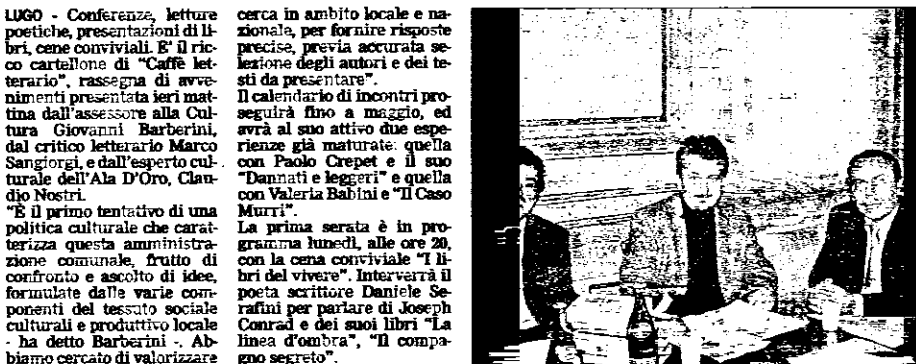 LUGO - Conferenze, letture
poetiche, presentazioni di li-
bri, cene conviviali. E' il ric-
co cartellone di "Caffè let-
terario", rassegna di avve-
nimenti presentata ieri mat-
tina dall'assessore alla Cul-
tura Giovanni Barberini,
dal critico letterario Marco
Sangiorgi, e dall'esperto cul-
turale dell'Ala D'Oro, Clau-
dio Nostri.
"È il primo tentativo di una
politica culturale che carat-
terizza questa amministra-
zione comunale, frutto di
confronto e ascolto di idee,
formulate dalle varie com-
ponenti del tessuto sociale
culturali e produttivo locale
- ha detto Barberini -. Ab-
biamo cercato di valorizzare
cerca in ambito locale e na-
zionale, per fornire risposte
precise, previa accurata se-
lezione degli autori e dei te-
sti da presentare".
Il calendario di incontri pro-
seguirà fino a maggio, ed
avrà al suo attivo due espe-
rienze già maturate: quella
con Paolo Crepet e il suo
"Dannati e leggeri" e quella
con Valeria Babini e "Il Caso
Murri".
La prima serata è in pro-
gramma lunedì, alle ore 20,
con la cena conviviale "I li-
bri del vivere". Interverrà il
poeta scrittore Daniele Se-
rafini per parlare di Joseph
Conrad e dei suoi libri "La
linea d'ombra", "Il compa-
gno segreto".